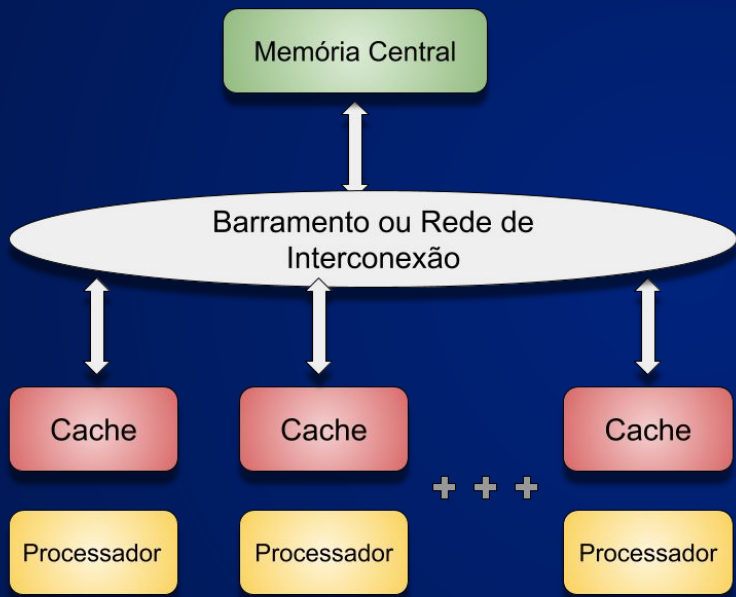 Memória Central
Barramento ou Rede de
Interconexão
Cache
Cache
Cache
Processador
Processador
Processador